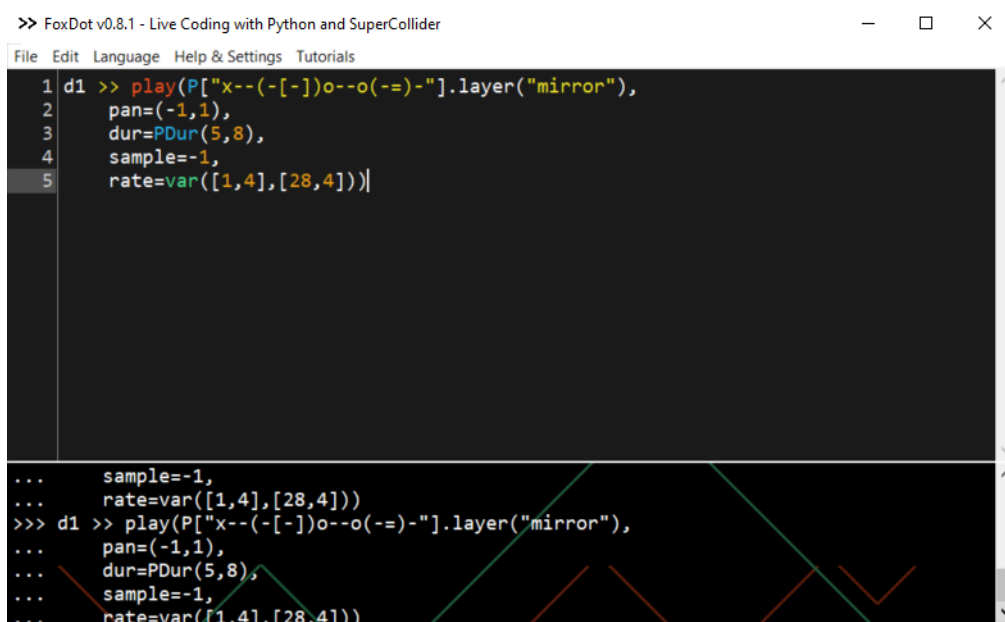 FoxDot v0.8.1 - Live Coding with Python and SuperCollider
File Edit Language Help & Settings Tutorials
1 d1 >> play(P["x--(-[-])o--o(-=)-"].layer("mirror"),
2 pan=(-1,1),
3 dur=PDur(5,8),
4 sample=-1,
5 rate=var([1,4],[28,4]))
... sample=-1,
... rate=var([1,4],[28,4]))
>>> d1 >> play(P["x--(-[-])o--o(-=)-"].layer("mirror"),
... pan=(-1,1),
... dur=PDur(5,8),
... sample=-1,
... rate=var([1,4],[28,4]))